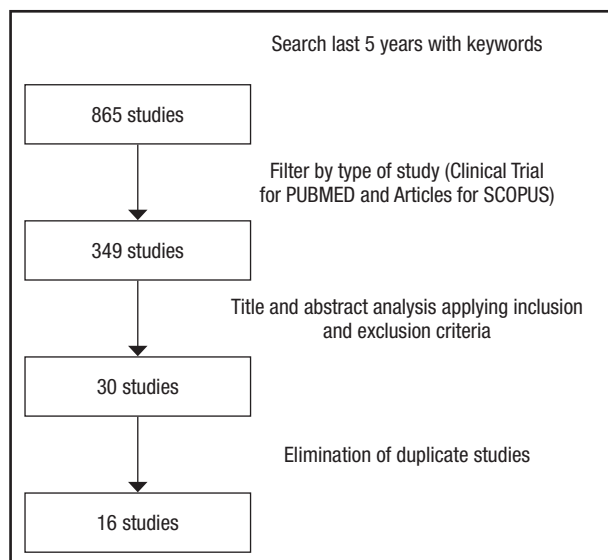 Search last 5 years with keywords
865 studies
Filter by type of study (Clinical Trial
for PUBMED and Articles for SCOPUS)
349 studies
Title and abstract analysis applying inclusion
and exclusion criteria
30 studies
Elimination of duplicate studies
16 studies